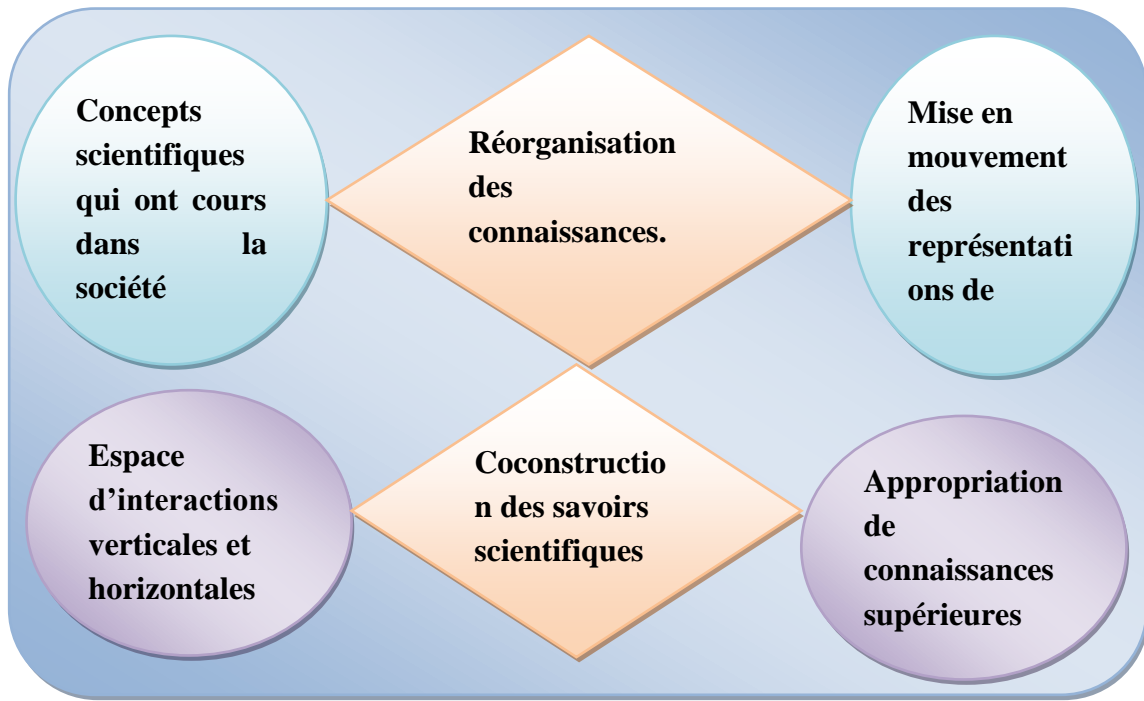 Concepts
scientifiques
qui ont cours
dans la
société
Réorganisation
des
connaissances.
Mise en
mouvement
des
représentati
ons de
Espace
d’interactions
verticales et
horizontales
Coconstructio
n des savoirs
scientifiques
Appropriation
de
connaissances
supérieures